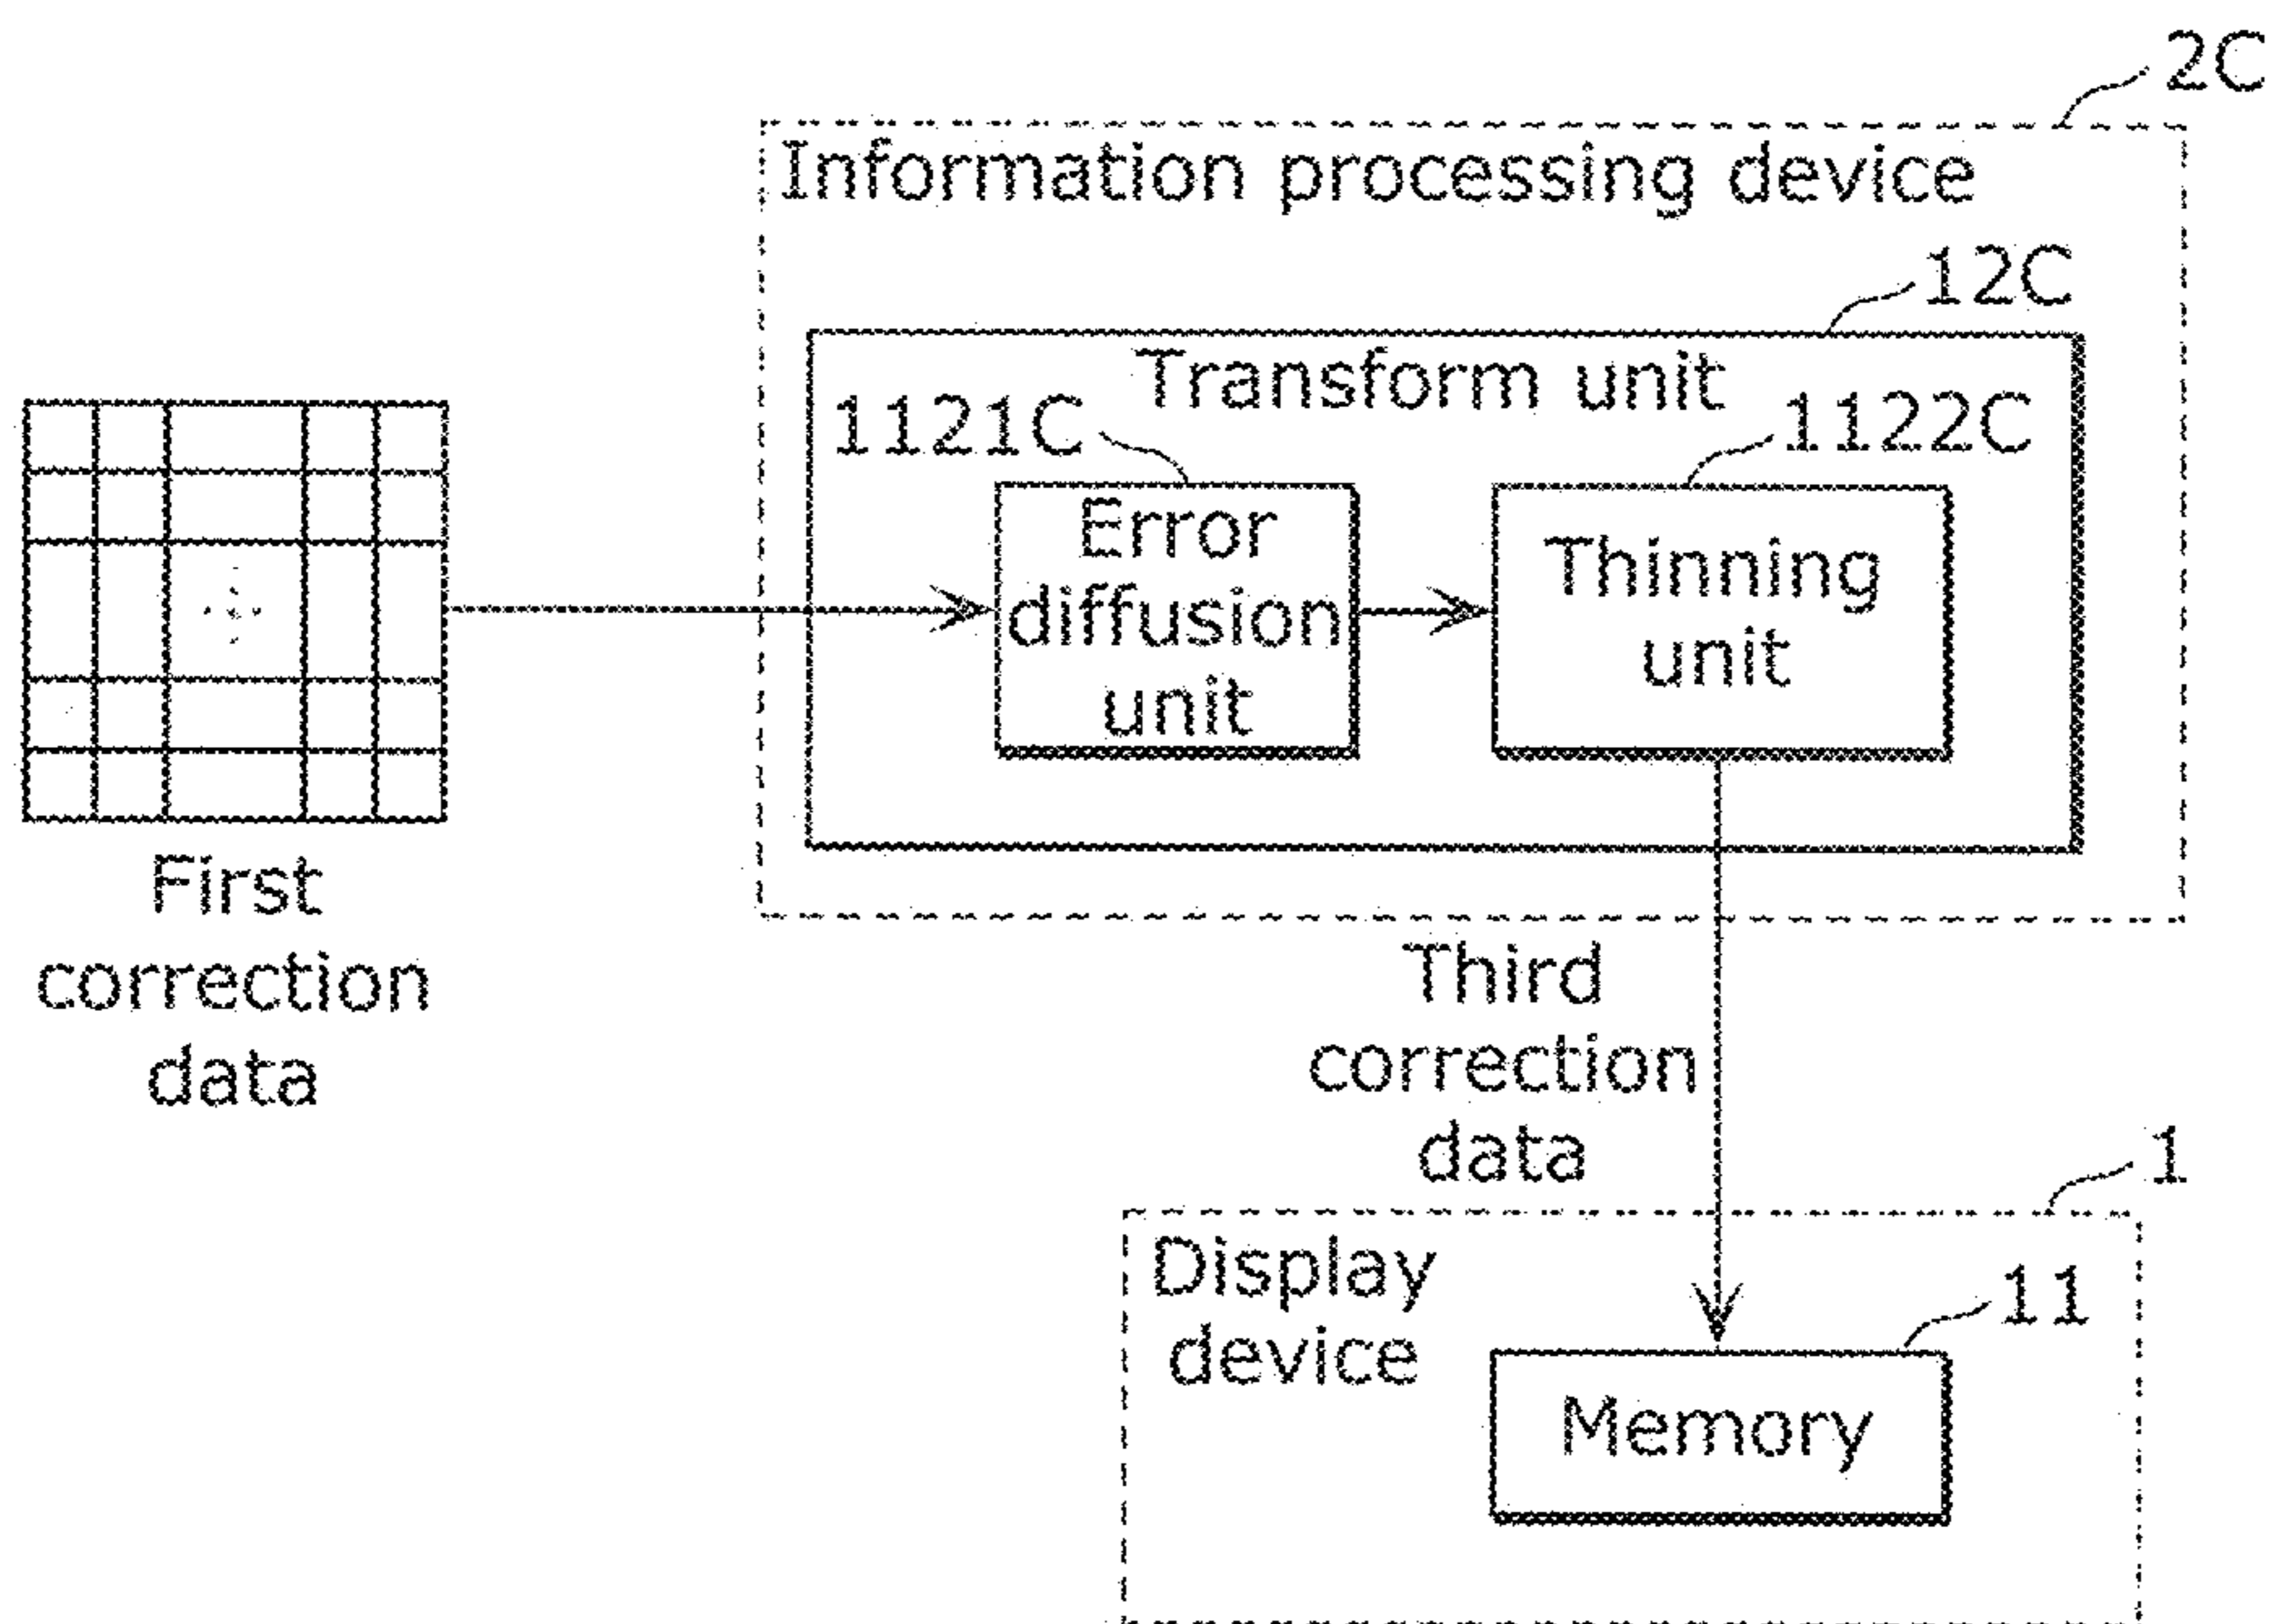 2C
Information processing device
12C
Transform unit
1121C
1122C
Error
diffusion
unit
Thinning
unit
First
correction
data
Third
correction
data
1
Display
device
11
Memory